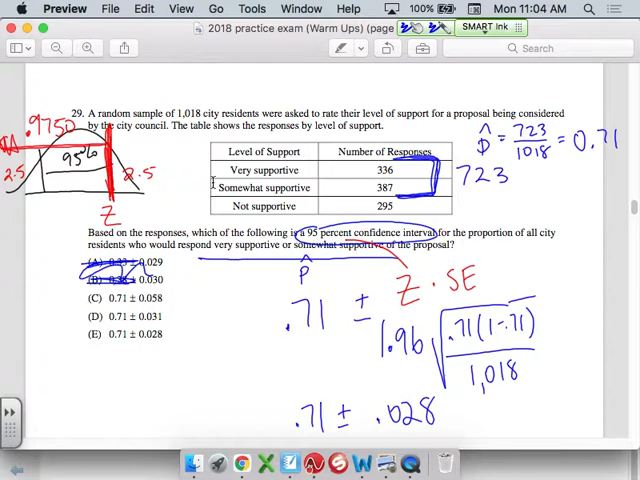 Preview File Edit View Go Tools Window Help 100% Mon 11:04 AM
2018 practice exam (Warm Ups) (page
SMART Ink
Search
29. A random sample of 1,018 city residents were asked to rate their level of support for a proposal being considered
by the city council. The table shows the responses by level of support.
Level of Support Number of Responses
Very supportive 336
Somewhat supportive 387
Not supportive 295
723
p̂ = 723/1018 = 0.71
.9750
95%
2.5 2.5
Z
Based on the responses, which of the following is a 95 percent confidence interval for the proportion of all city
residents who would respond very supportive or somewhat supportive of the proposal?
(A) 0.33 ± 0.029
(B) 0.38 ± 0.030
(C) 0.71 ± 0.058
(D) 0.71 ± 0.031
(E) 0.71 ± 0.028
p̂
Z · SE
.71 ± 1.96 √.71(1-.71)/1,018
.71 ± .028